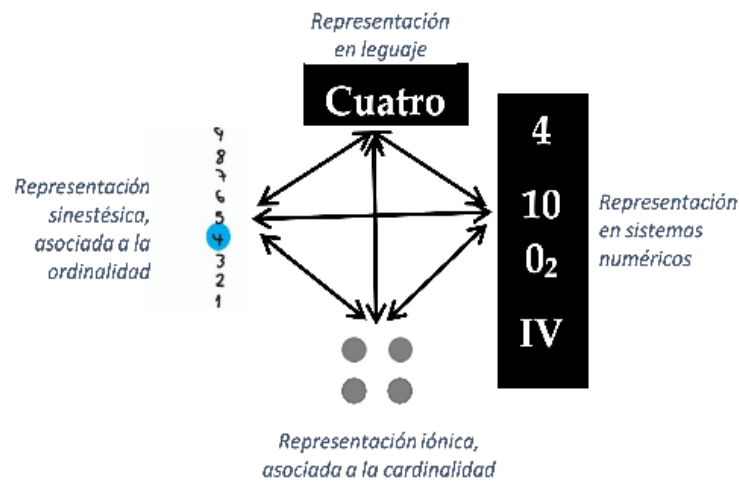 Representación
en leguaje
Cuatro
9
8
7
6
5
4
3
2
1
Representación
sinestésica,
asociada a la
ordinalidad
4
10
0₂
IV
Representación
en sistemas
numéricos
Representación iónica,
asociada a la cardinalidad